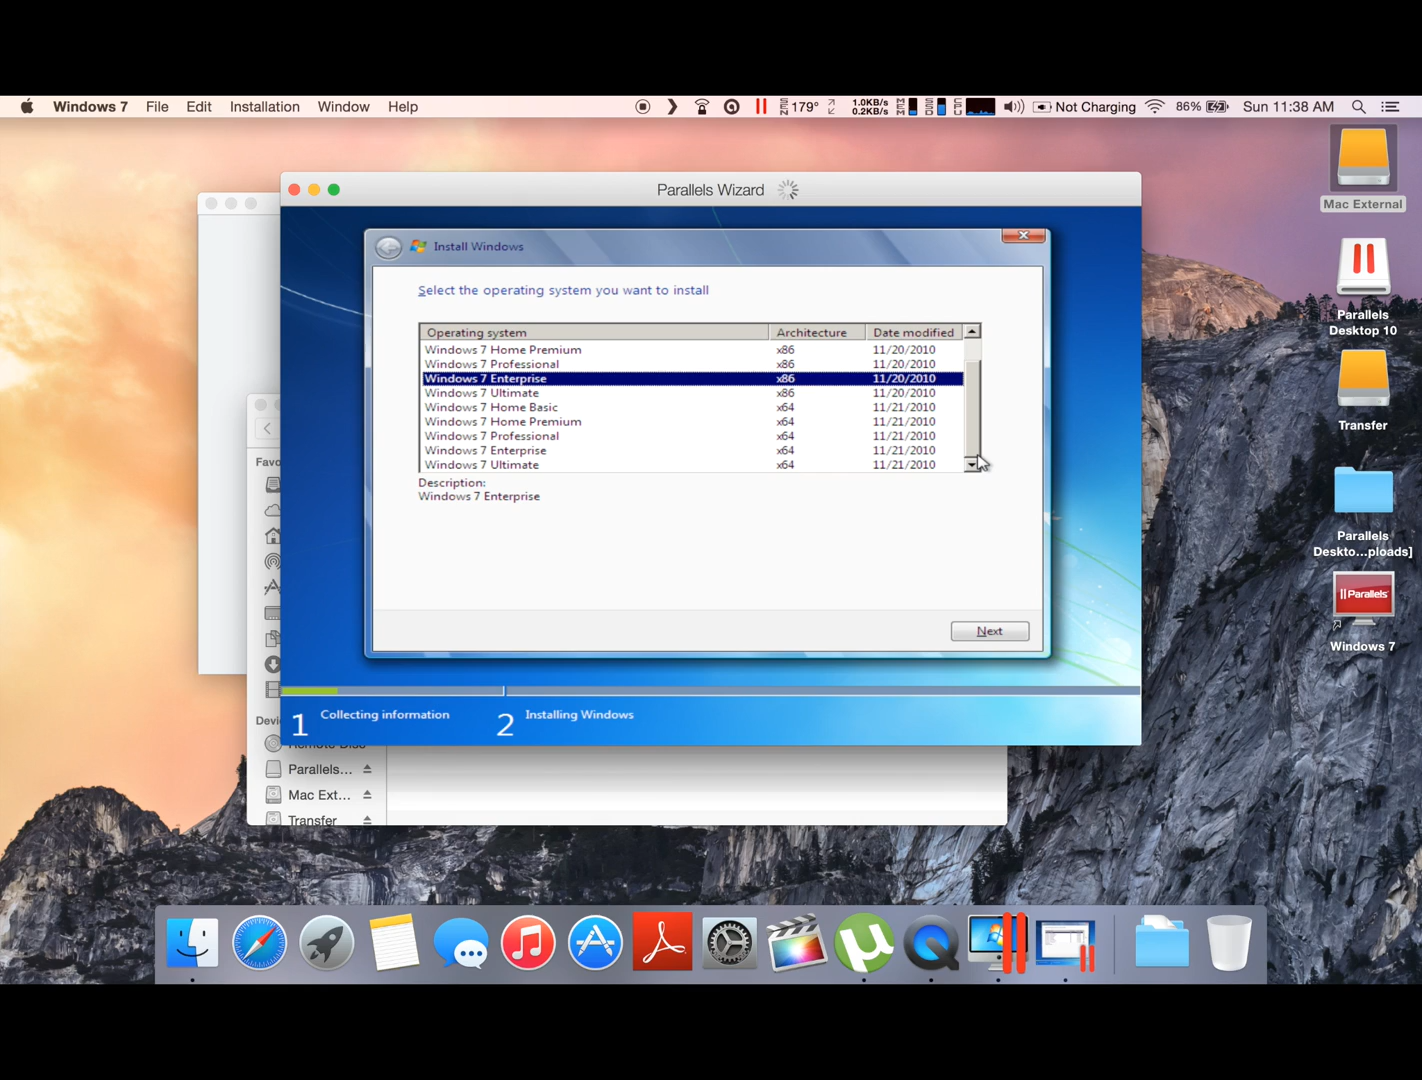 Windows 7 File Edit Installation Window Help
SEN 179° 1.0KB/s 0.2KB/s MEM SSD CPU Not Charging 86% Sun 11:38 AM
Parallels Wizard
Mac External
Install Windows
Select the operating system you want to install
Operating system Architecture Date modified
Windows 7 Home Premium x86 11/20/2010
Windows 7 Professional x86 11/20/2010
Windows 7 Enterprise x86 11/20/2010
Windows 7 Ultimate x86 11/20/2010
Windows 7 Home Basic x64 11/21/2010
Windows 7 Home Premium x64 11/21/2010
Windows 7 Professional x64 11/21/2010
Windows 7 Enterprise x64 11/21/2010
Windows 7 Ultimate x64 11/21/2010
Description:
Windows 7 Enterprise
Next
1 Collecting information 2 Installing Windows
Parallels
Desktop 10
Transfer
Parallels
Deskto...ploads]
Parallels
Windows 7
Favo
Devi
Remote Disc
Parallels...
Mac Ext...
Transfer